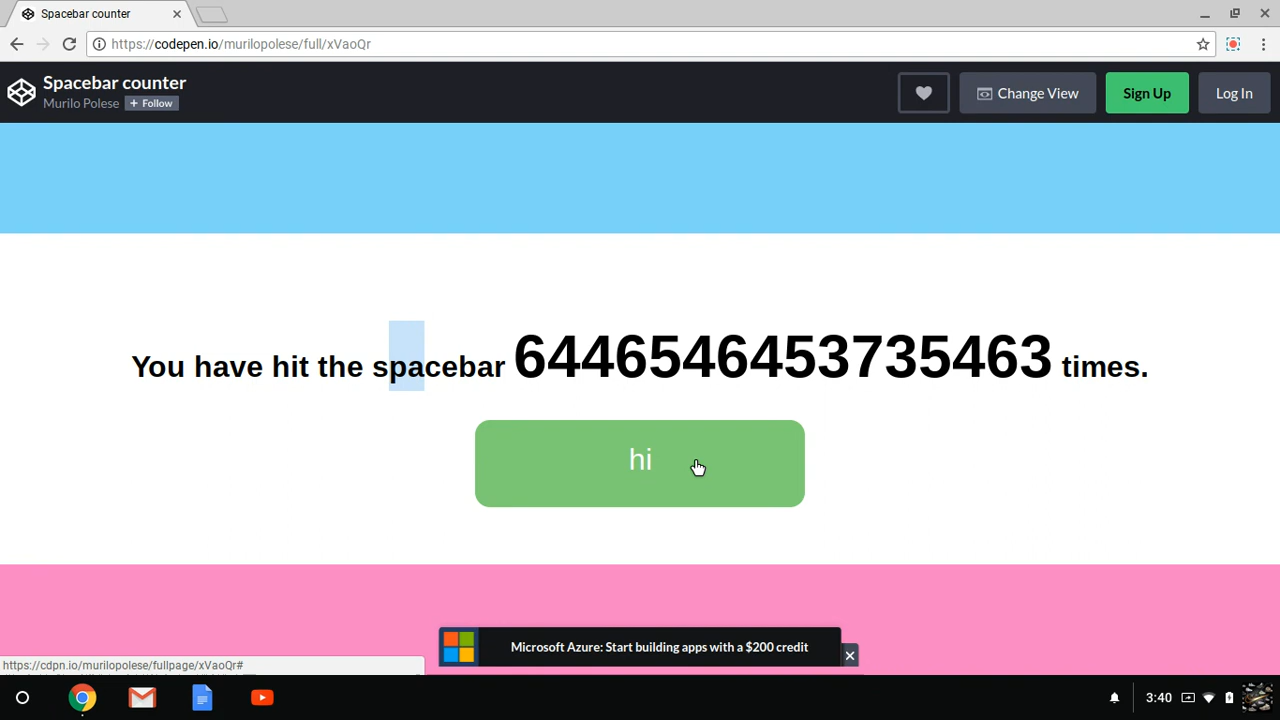 Spacebar counter
https://codepen.io/murilopolese/full/xVaoQr
Spacebar counter
Murilo Polese + Follow
Change View
Sign Up
Log In
You have hit the spacebar 6446546453735463 times.
hi
Microsoft Azure: Start building apps with a $200 credit
https://cdpn.io/murilopolese/fullpage/xVaoQr#
3:40